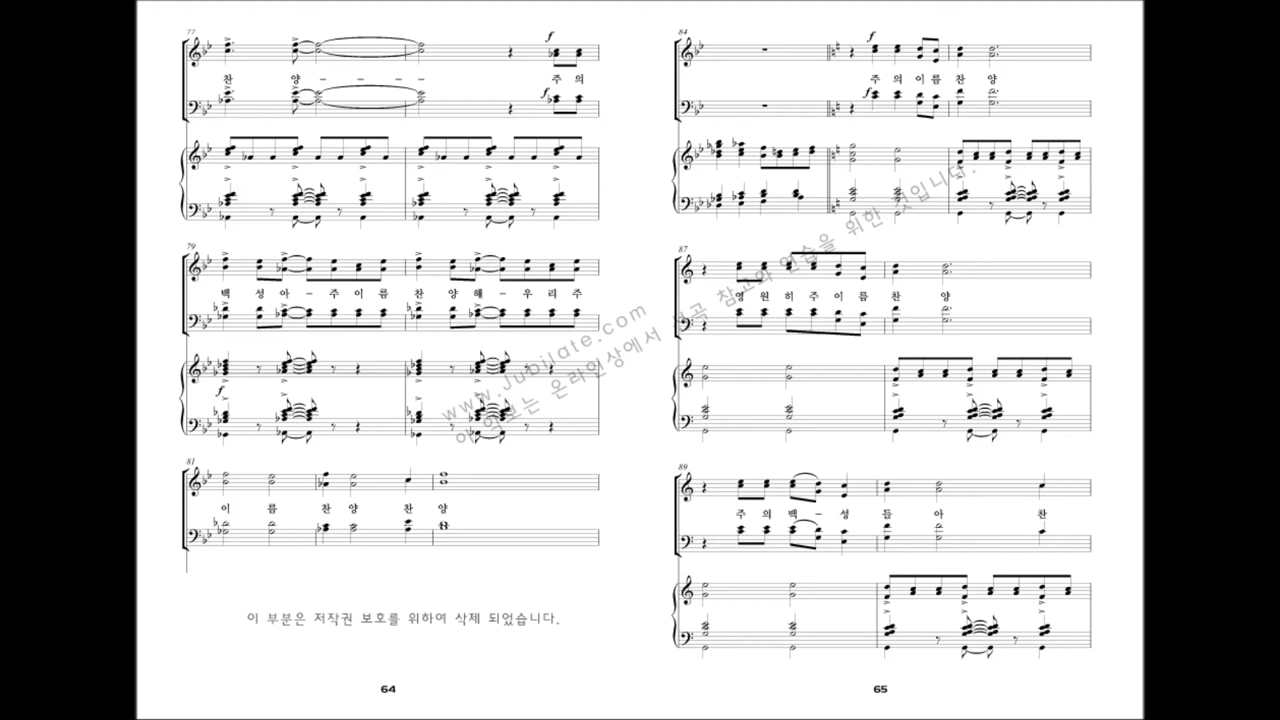 77
f
찬 양 - - - - 주 의
f
79
백 성 아 - 주 이 름 찬 양 해 - 우 리 주
f
81
이 름 찬 양 찬 양
이 부분은 저작권 보호를 위하여 삭제 되었습니다.
64
84
f
주 의 이 름 찬 양
f
87
영 원 히 주 이 름 찬 양
89
주 의 백 - 성 들 아 찬
65
www.Jubilate.com
이 악보는 온라인상에서 선곡 참고와 연습을 위한 것입니다.